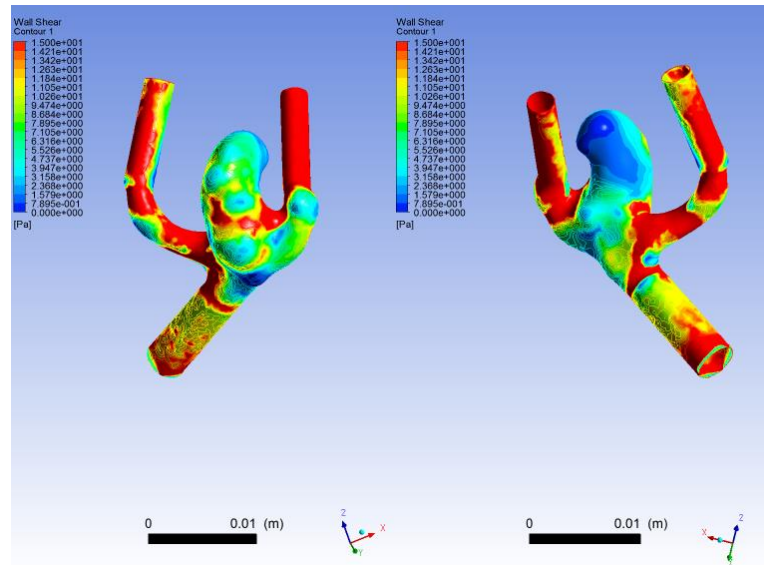 Wall Shear
Contour 1
1.500e+001
1.421e+001
1.342e+001
1.263e+001
1.184e+001
1.105e+001
1.026e+001
9.474e+000
8.684e+000
7.895e+000
7.105e+000
6.316e+000
5.526e+000
4.737e+000
3.947e+000
3.158e+000
2.368e+000
1.579e+000
7.895e-001
0.000e+000
[Pa]
0 0.01 (m)
Z
X
Y
Wall Shear
Contour 1
1.500e+001
1.421e+001
1.342e+001
1.263e+001
1.184e+001
1.105e+001
1.026e+001
9.474e+000
8.684e+000
7.895e+000
7.105e+000
6.316e+000
5.526e+000
4.737e+000
3.947e+000
3.158e+000
2.368e+000
1.579e+000
7.895e-001
0.000e+000
[Pa]
0 0.01 (m)
Z
X